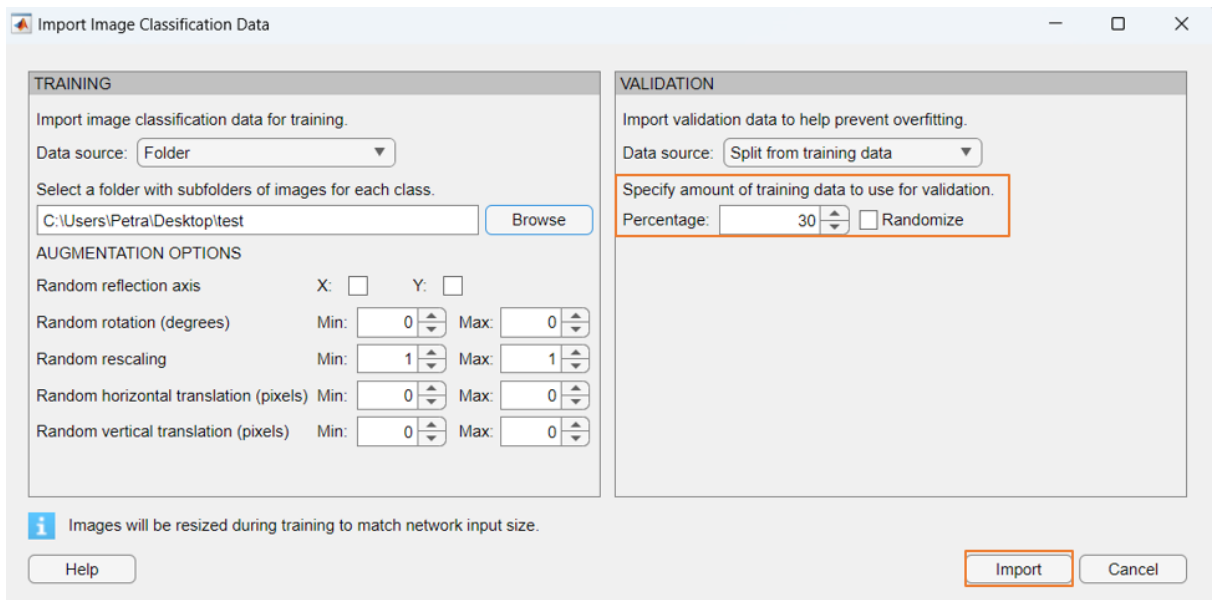 Import Image Classification Data
TRAINING
Import image classification data for training.
Data source: Folder
Select a folder with subfolders of images for each class.
C:\Users\Petra\Desktop\test Browse
AUGMENTATION OPTIONS
Random reflection axis X: Y:
Random rotation (degrees) Min: 0 Max: 0
Random rescaling Min: 1 Max: 1
Random horizontal translation (pixels) Min: 0 Max: 0
Random vertical translation (pixels) Min: 0 Max: 0
VALIDATION
Import validation data to help prevent overfitting.
Data source: Split from training data
Specify amount of training data to use for validation.
Percentage: 30 Randomize
i Images will be resized during training to match network input size.
Help Import Cancel